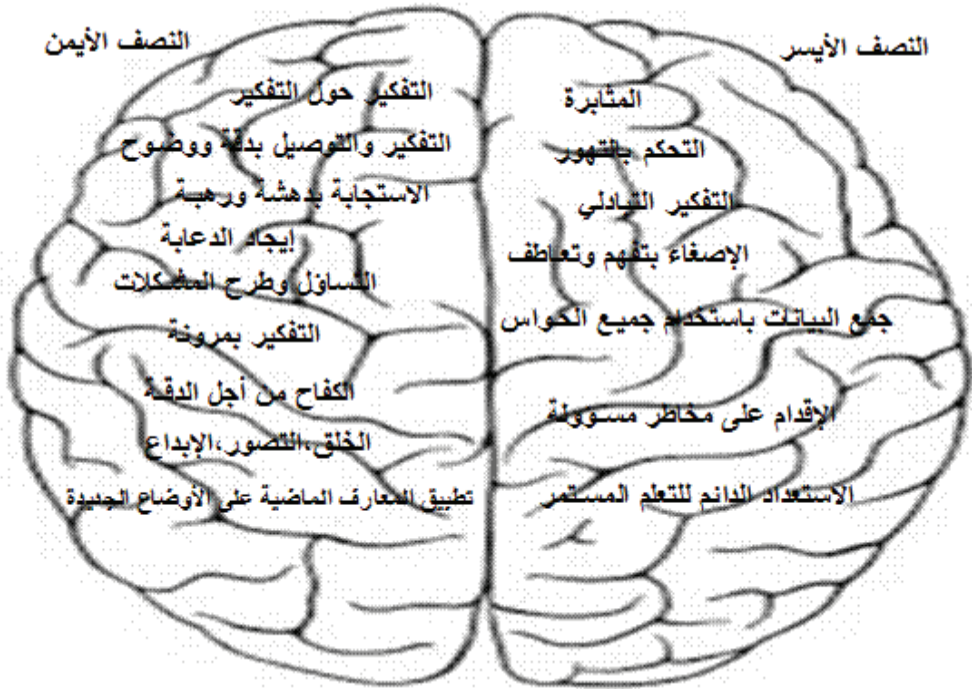 النصف الأيمن
التفكير حول التفكير
التفكير والتوصيل بدقة ووضوح
الاستجابة بدهشة ورهبة
إيجاد الدعابة
التساؤل وطرح المشكلات
التفكير بمرونة
الكفاح من أجل الدقة
الخلق،التصور،الإبداع
تطبيق المعارف الماضية على الأوضاع الجديدة
النصف الأيسر
المثابرة
التحكم بالتهور
التفكير التبادلي
الإصغاء بتفهم وتعاطف
جمع البيانات باستخدام جميع الحواس
الإقدام على مخاطر مسؤولة
الاستعداد الدائم للتعلم المستمر